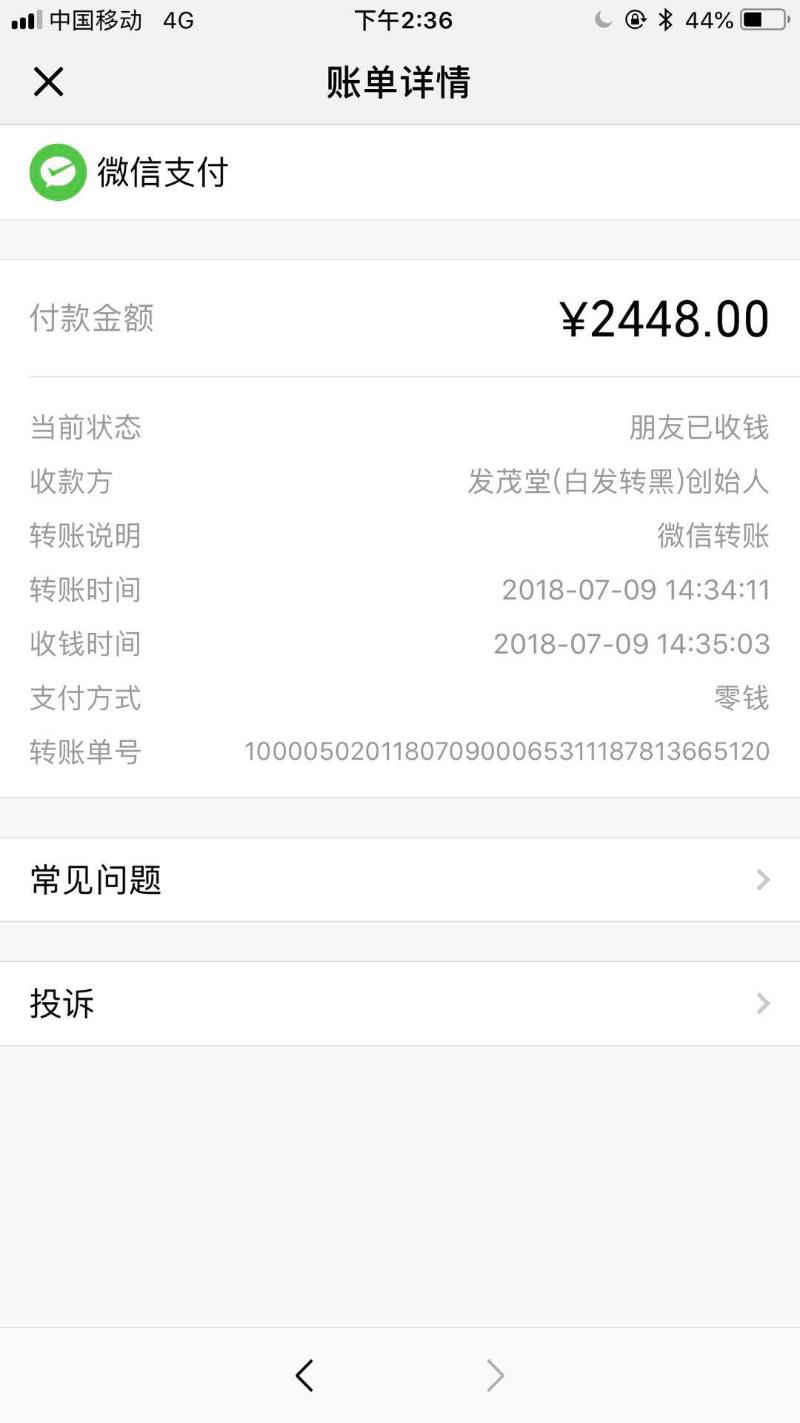 中国移动 4G 下午2:36 44%
账单详情
微信支付
付款金额 ¥2448.00
当前状态 朋友已收钱
收款方 发茂堂(白发转黑)创始人
转账说明 微信转账
转账时间 2018-07-09 14:34:11
收钱时间 2018-07-09 14:35:03
支付方式 零钱
转账单号 1000050201180709000653111878136651​20
常见问题
投诉